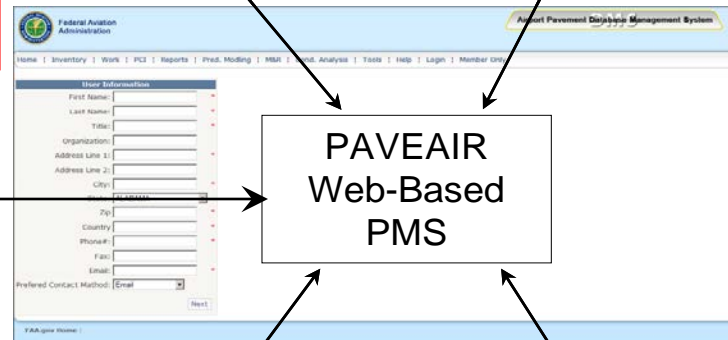 Federal Aviation
Administration
Airport Pavement Database Management System
Home | Inventory | Work | PCI | Reports | Pred. Modling | M&R | Cond. Analysis | Tools | Help | Login | Member Only
User Information
First Name: *
Last Name: *
Title: *
Organization:
Address Line 1: *
Address Line 2:
City: *
Zip *
Country *
Phone#: *
Fax:
Email: *
Prefered Contact Method: Email
Next
PAVEAIR
Web-Based
PMS
FAA.gov Home :